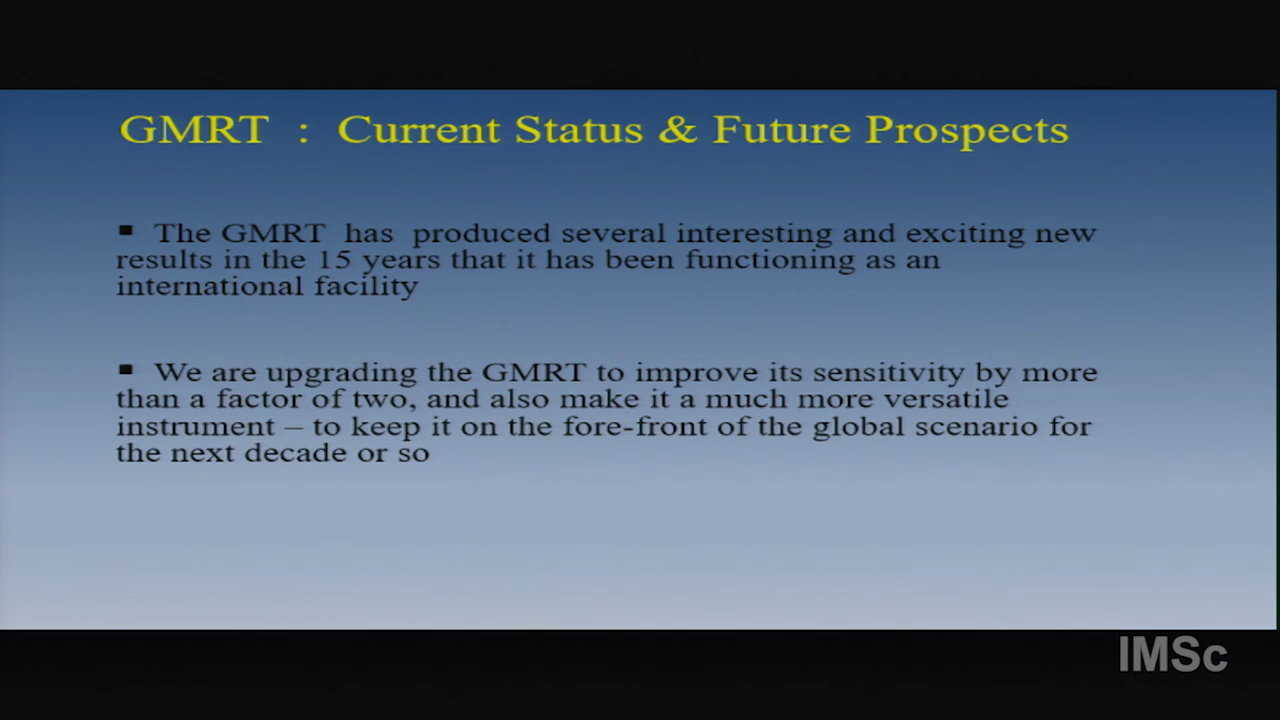 GMRT : Current Status & Future Prospects
▪ The GMRT has produced several interesting and exciting new
results in the 15 years that it has been functioning as an
international facility
▪ We are upgrading the GMRT to improve its sensitivity by more
than a factor of two, and also make it a much more versatile
instrument – to keep it on the fore-front of the global scenario for
the next decade or so
IMSc